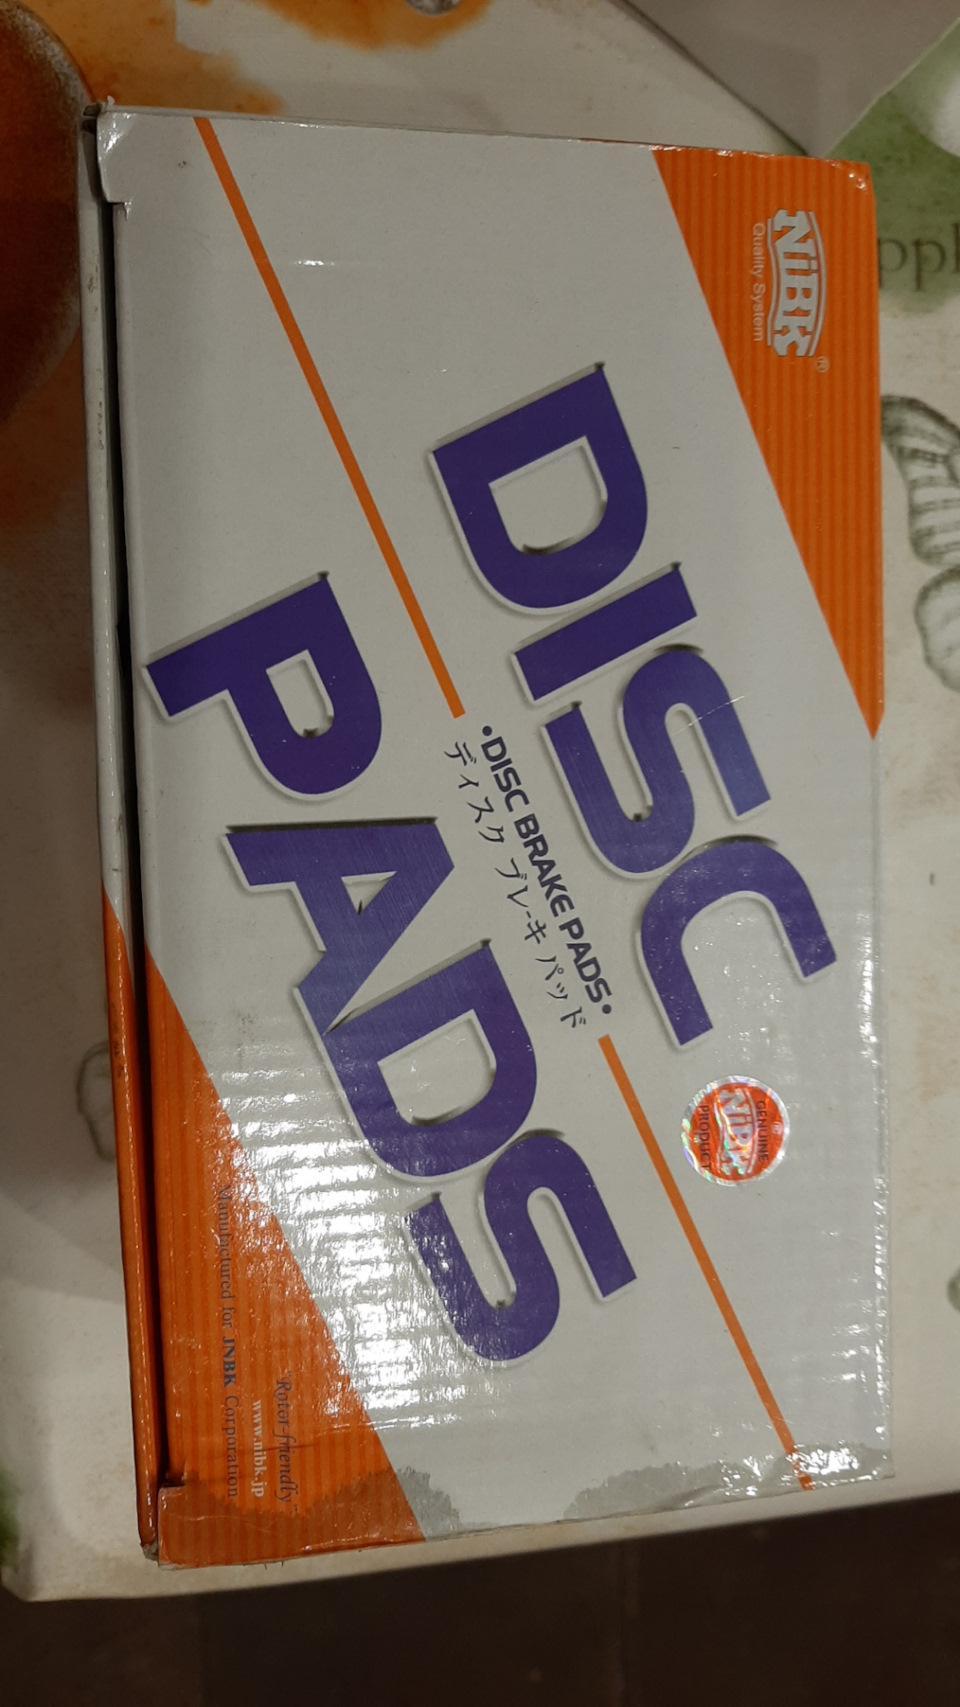 NiBK®
Quality System
DISC
•DISC BRAKE PADS•
ディスク ブレーキ パッド
PADS
GENUINE
NiBK
PRODUCT
"Rotor-friendly"
www.nibk.jp
Manufactured for JNBK Corporation